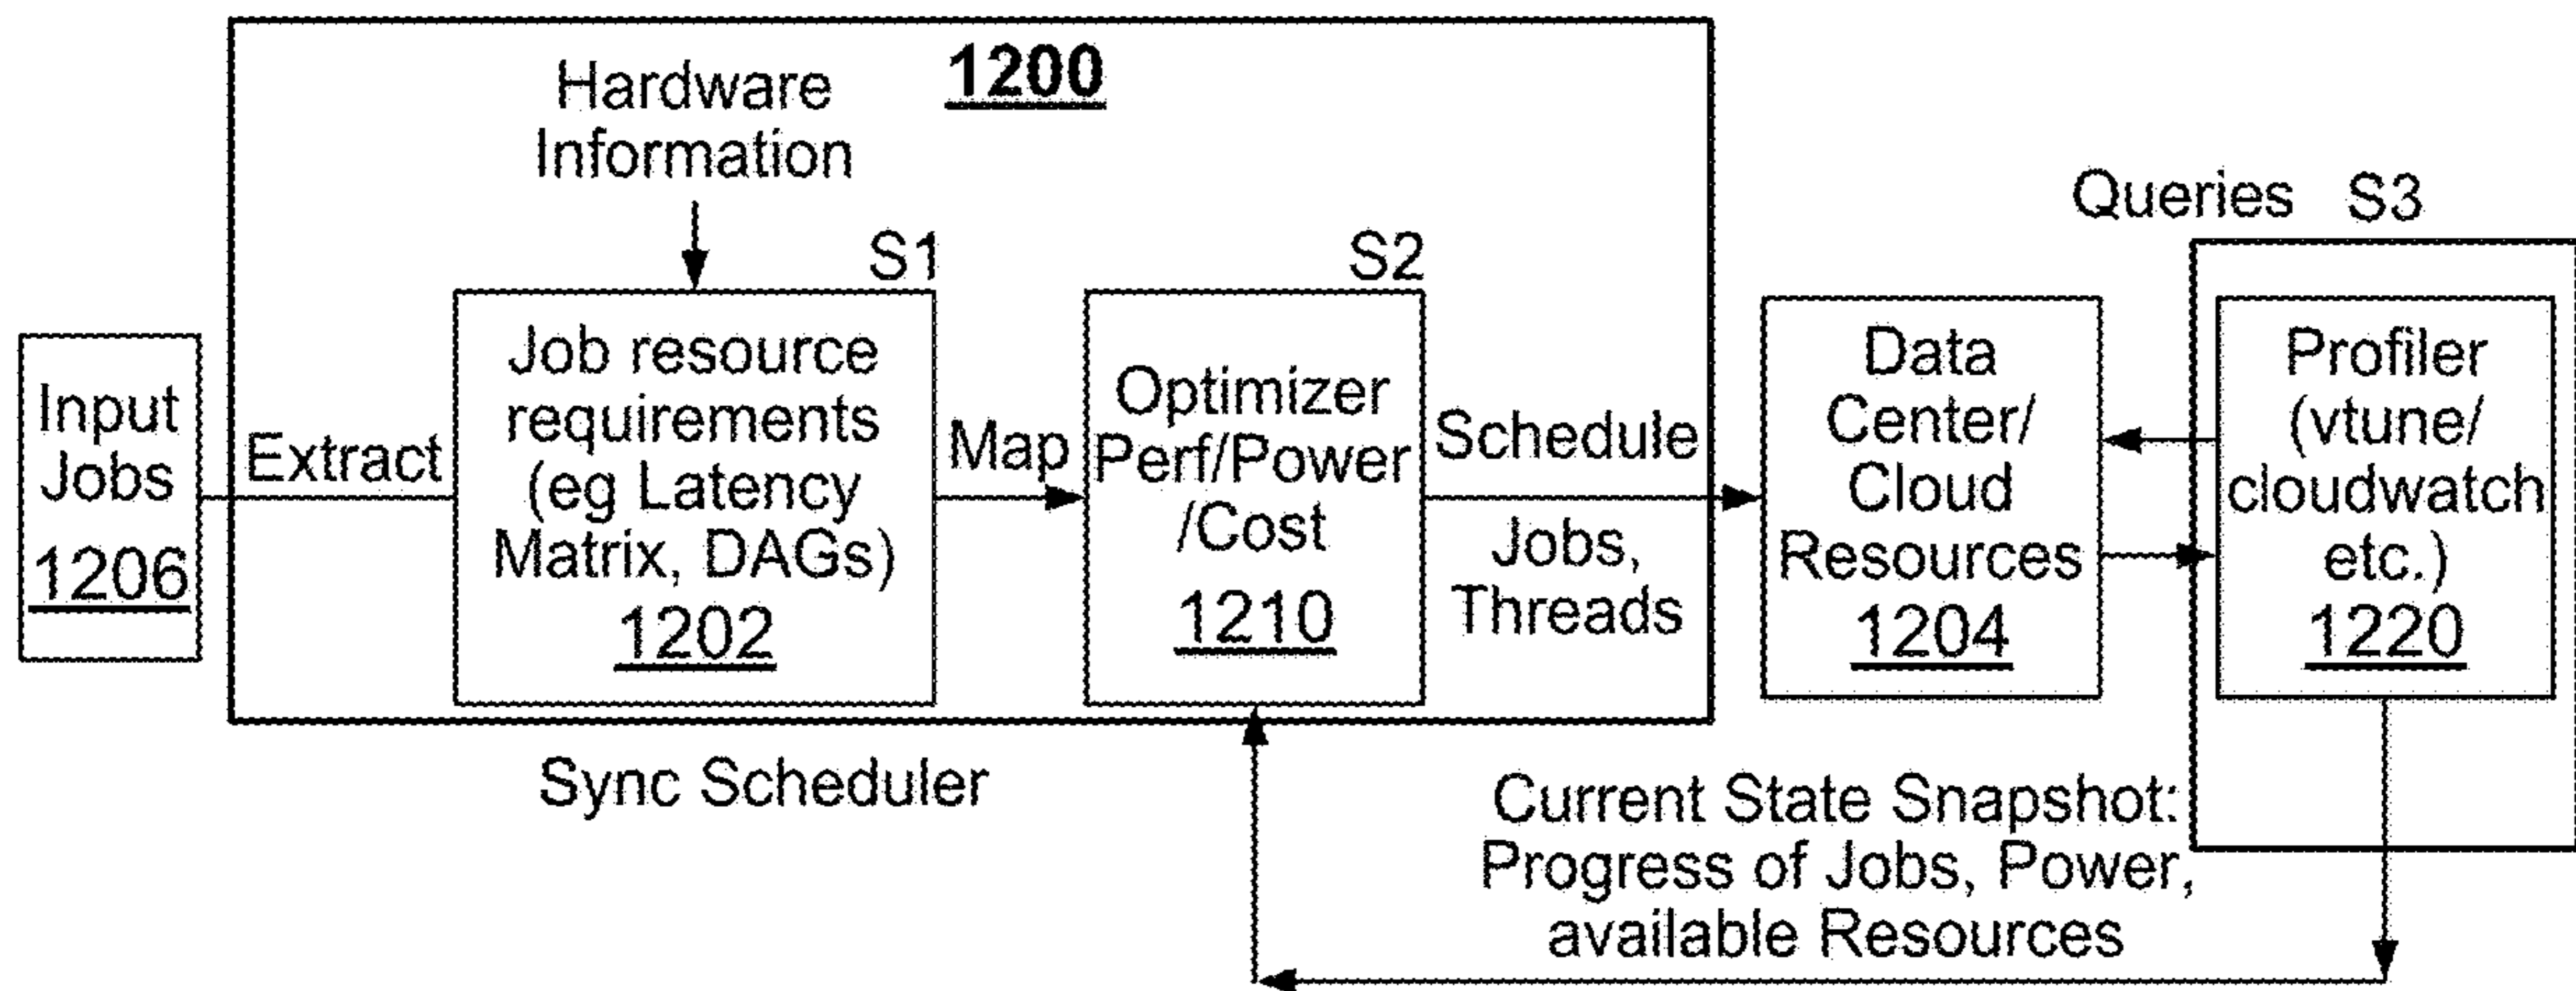 1200
Hardware
Information
Queries S3
S1
S2
Input
Jobs
1206
Extract
Job resource
requirements
(eg Latency
Matrix, DAGs)
1202
Map
Optimizer
Perf/Power
/Cost
1210
Schedule
Jobs,
Threads
Data
Center/
Cloud
Resources
1204
Profiler
(vtune/
cloudwatch
etc.)
1220
Sync Scheduler
Current State Snapshot:
Progress of Jobs, Power,
available Resources